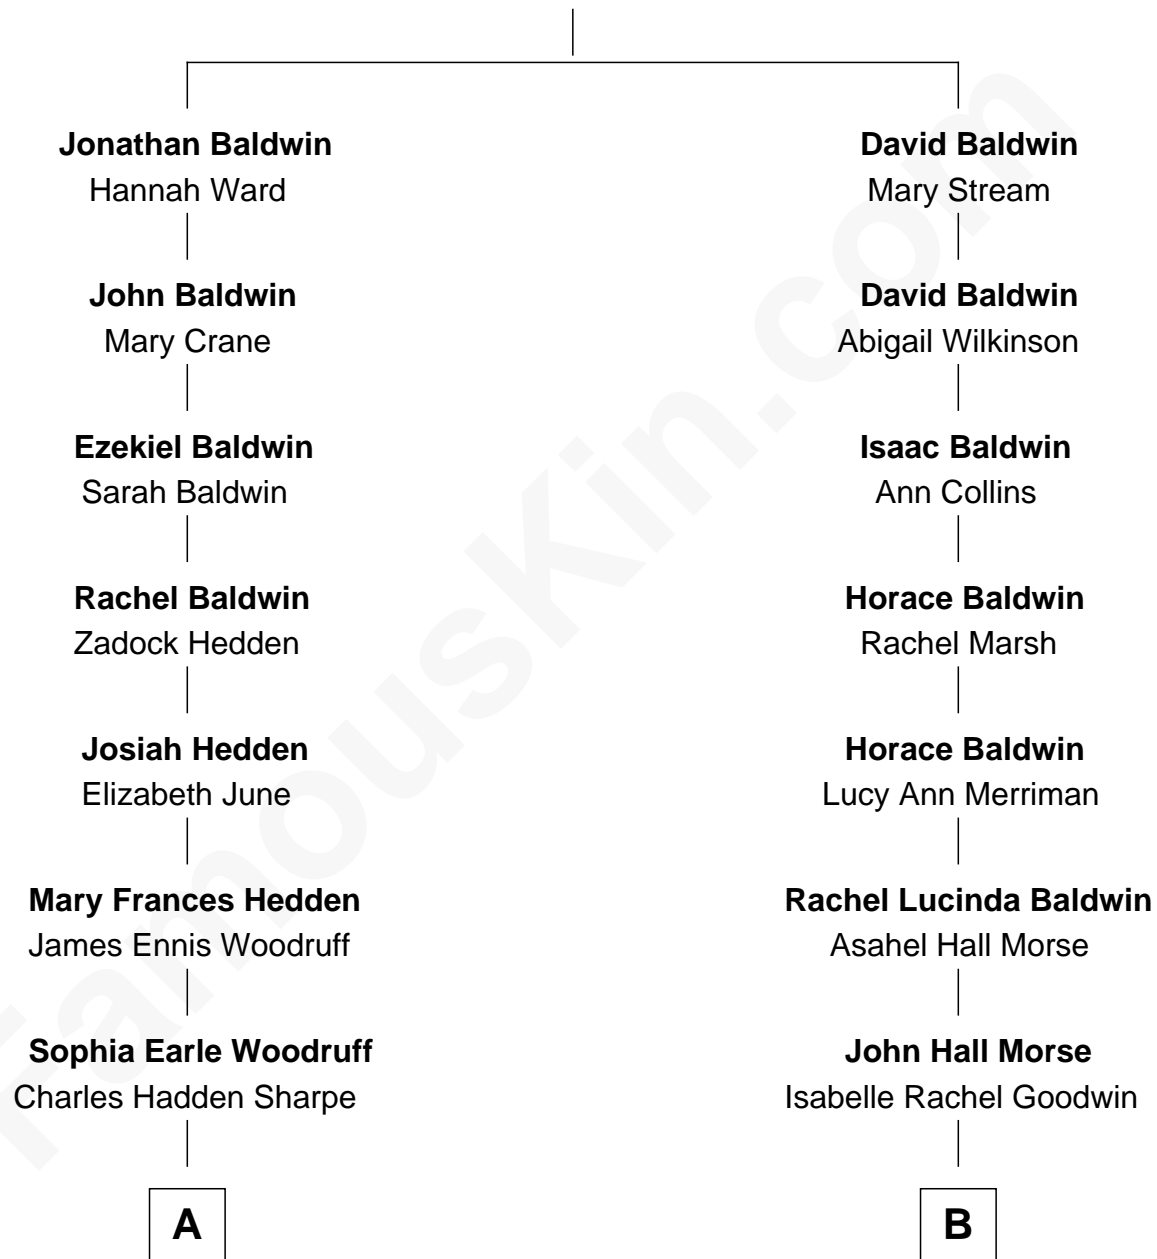 Jonathan Baldwin
Hannah Ward
David Baldwin
Mary Stream
John Baldwin
Mary Crane
David Baldwin
Abigail Wilkinson
Ezekiel Baldwin
Sarah Baldwin
Isaac Baldwin
Ann Collins
Rachel Baldwin
Zadock Hedden
Horace Baldwin
Rachel Marsh
Josiah Hedden
Elizabeth June
Horace Baldwin
Lucy Ann Merriman
Mary Frances Hedden
James Ennis Woodruff
Rachel Lucinda Baldwin
Asahel Hall Morse
Sophia Earle Woodruff
Charles Hadden Sharpe
John Hall Morse
Isabelle Rachel Goodwin
A
B
FamousKin.com